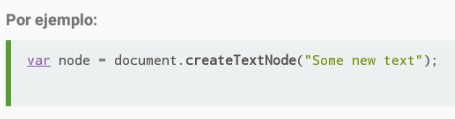 Por ejemplo:
var node = document.createTextNode("Some new text");